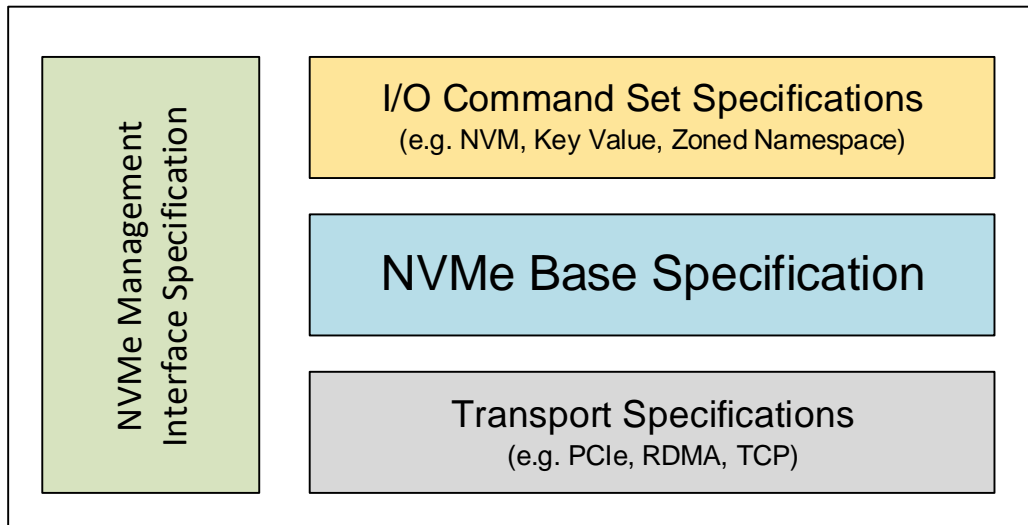 NVMe Management
Interface Specification
I/O Command Set Specifications
(e.g. NVM, Key Value, Zoned Namespace)
NVMe Base Specification
Transport Specifications
(e.g. PCIe, RDMA, TCP)